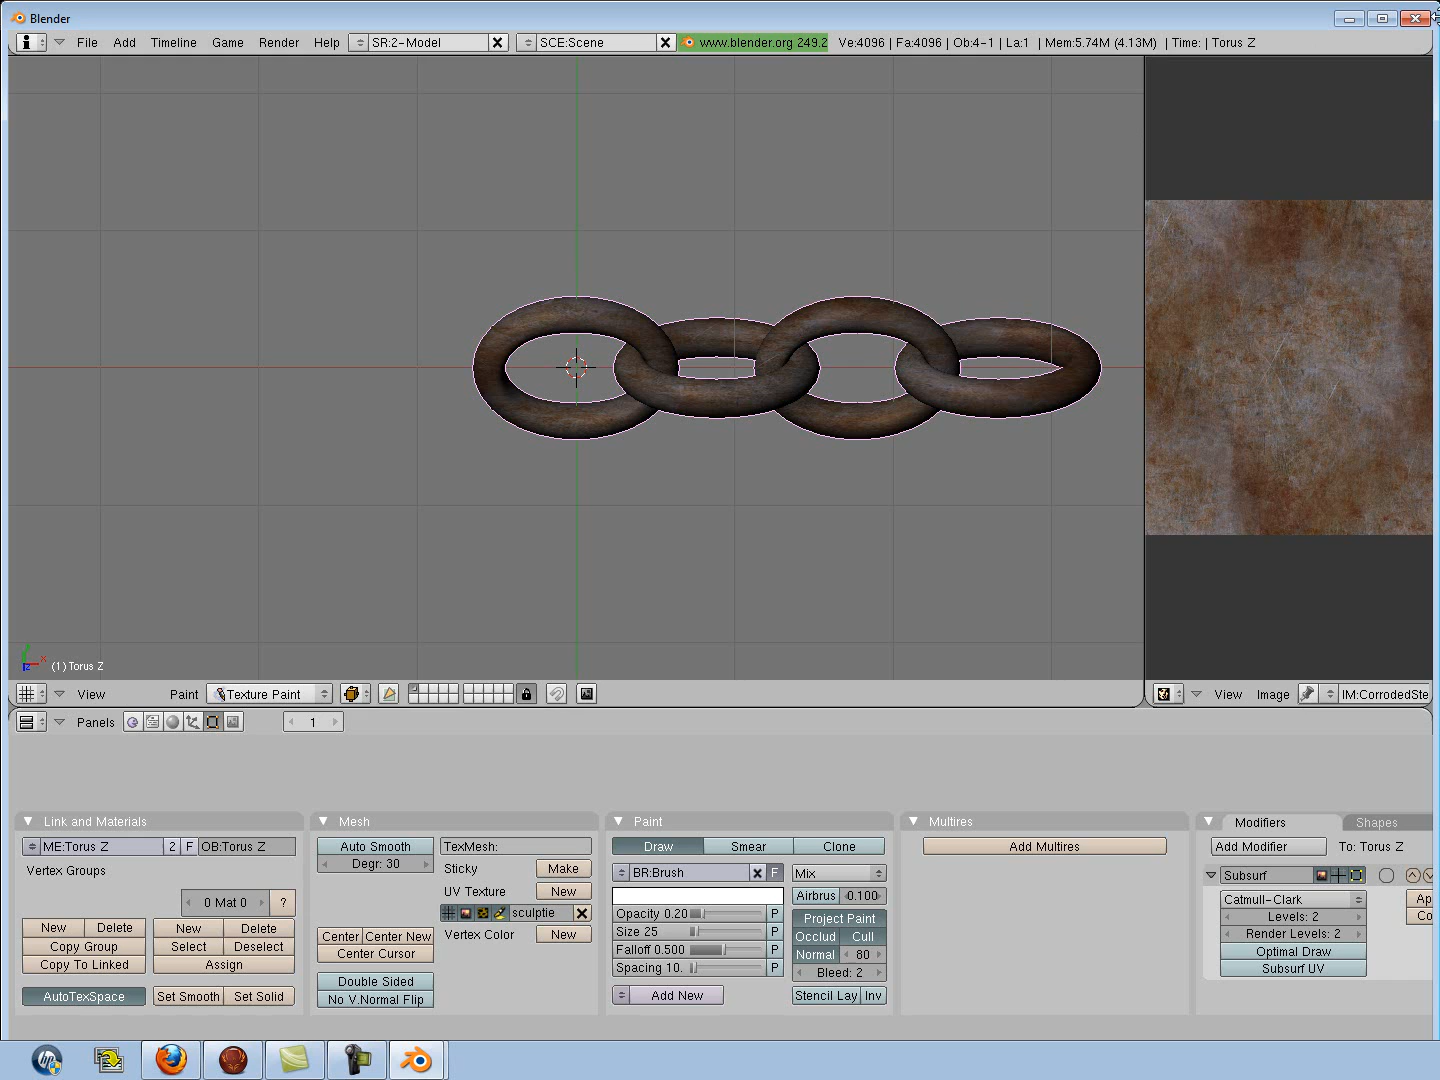 Blender
File Add Timeline Game Render Help SR:2-Model SCE:Scene www.blender.org 249.2 Ve:4096 | Fa:4096 | Ob:4-1 | La:1 | Mem:5.74M (4.13M) | Time: | Torus Z
(1) Torus Z
View Paint Texture Paint
View Image IM:CorrodedSte
Panels 1
Link and Materials
ME:Torus Z 2 F OB:Torus Z
Vertex Groups
0 Mat 0 ?
New Delete New Delete
Copy Group Select Deselect
Copy To Linked Assign
AutoTexSpace Set Smooth Set Solid
Mesh
Auto Smooth TexMesh:
Degr: 30 Sticky Make
UV Texture New
sculptie
Center Center New Vertex Color New
Center Cursor
Double Sided
No V.Normal Flip
Paint
Draw Smear Clone
BR:Brush F Mix
Airbrus 0.100
Opacity 0.20 P Project Paint
Size 25 P Occlud Cull
Falloff 0.500 P Normal 80
Spacing 10. P Bleed: 2
Add New Stencil Lay Inv
Multires
Add Multires
Modifiers Shapes
Add Modifier To: Torus Z
Subsurf
Catmull-Clark Ap
Levels: 2 Co
Render Levels: 2
Optimal Draw
Subsurf UV
hp